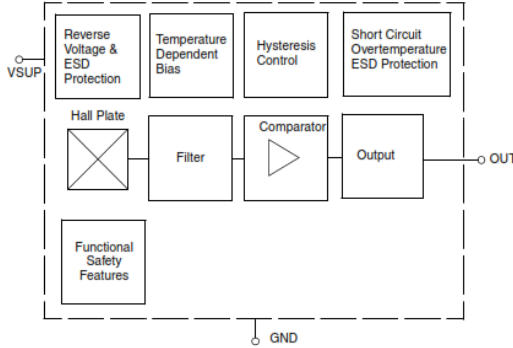 Reverse
Voltage &
ESD
Protection
Temperature
Dependent
Bias
Hysteresis
Control
Short Circuit
Overtemperature
ESD Protection
VSUP
Hall Plate
Filter
Comparator
Output
OUT
Functional
Safety
Features
GND